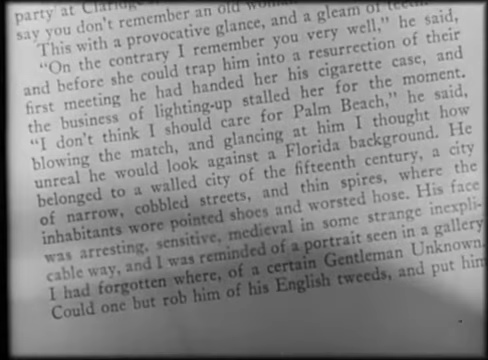 party at
say you don't remember an old
This with a provocative glance, and a gleam of teeth
"On the contrary I remember you very well," he said,
and before she could trap him into a resurrection of their
first meeting he had handed her his cigarette case, and
the business of lighting-up stalled her for the moment.
"I don't think I should care for Palm Beach," he said,
blowing the match, and glancing at him I thought how
unreal he would look against a Florida background. He
belonged to a walled city of the fifteenth century, a city
of narrow, cobbled streets, and thin spires, where the
inhabitants wore pointed shoes and worsted hose. His face
was arresting, sensitive, medieval in some strange inexpli-
cable way, and I was reminded of a portrait seen in a gallery
I had forgotten where, of a certain Gentleman Unknown.
Could one but rob him of his English tweeds, and put him